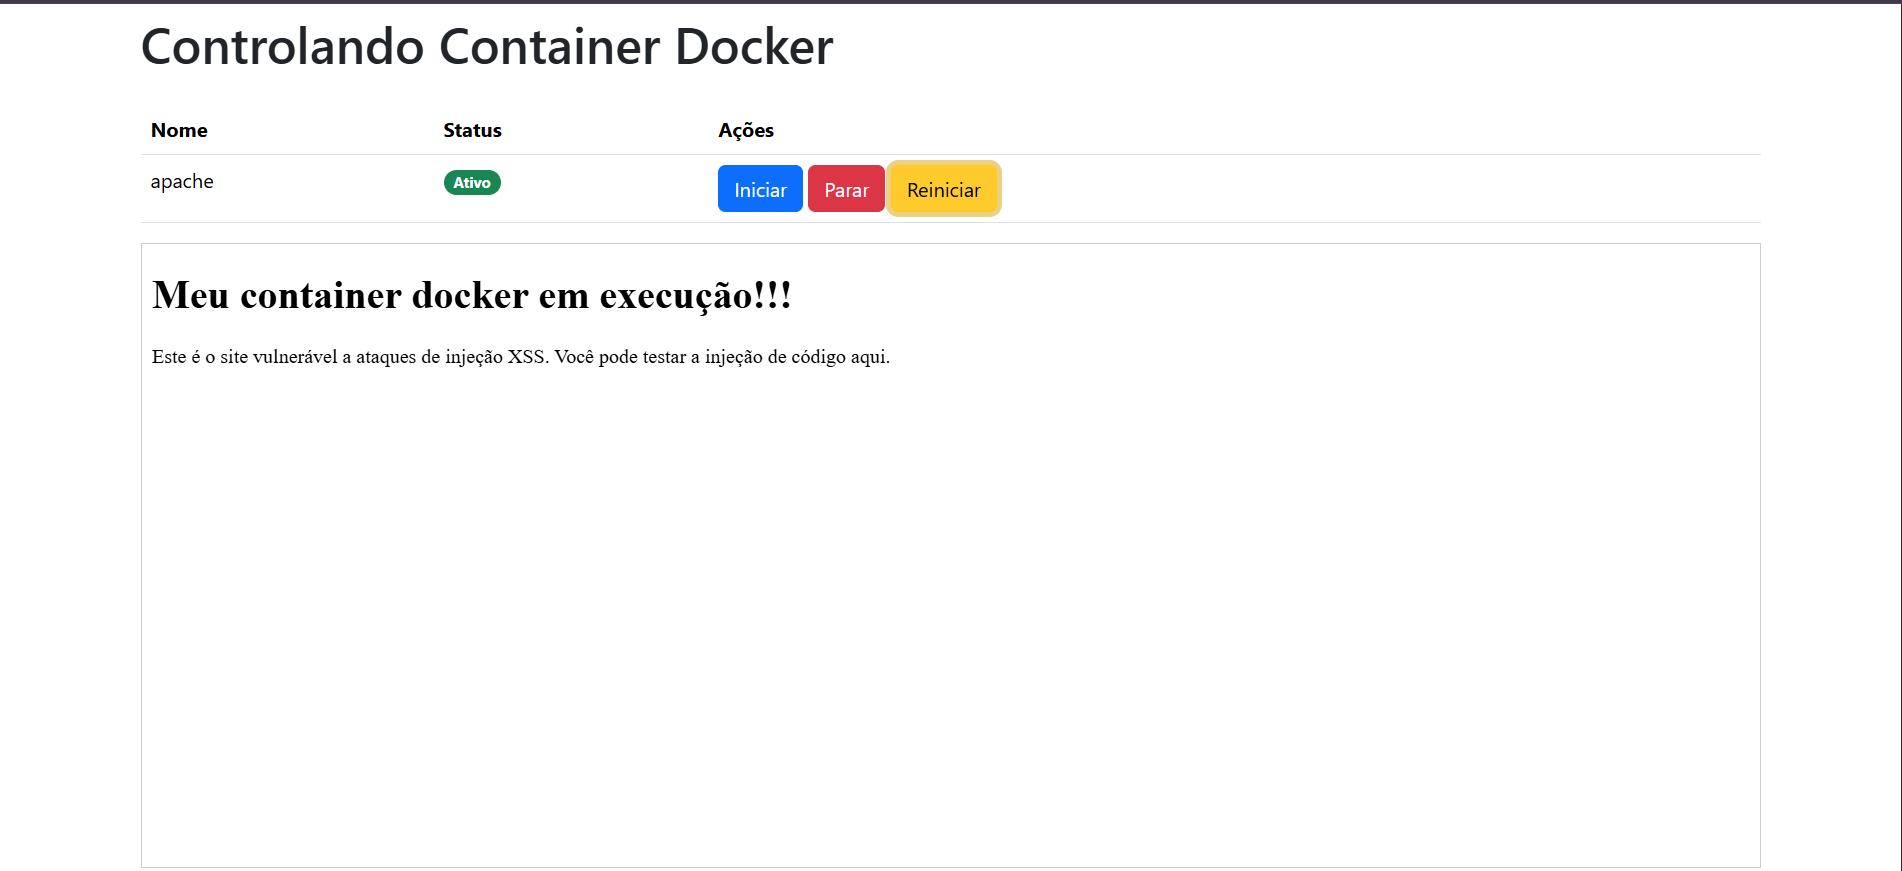 Controlando Container Docker
Nome Status Ações
apache Ativo Iniciar Parar Reiniciar
Meu container docker em execução!!!
Este é o site vulnerável a ataques de injeção XSS. Você pode testar a injeção de código aqui.